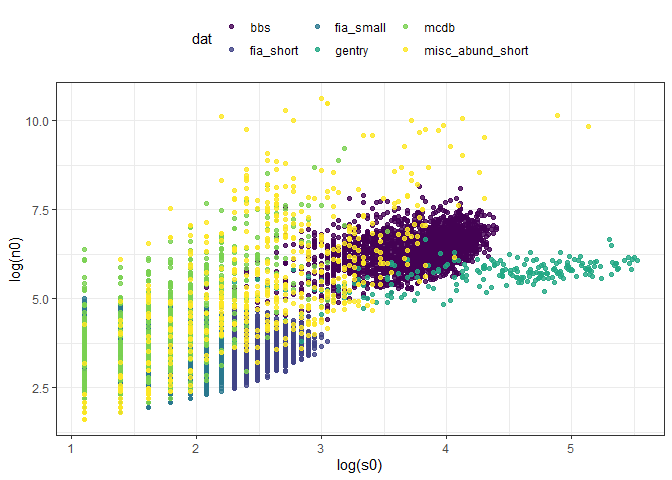 dat
bbs fia_small mcdb
fia_short gentry misc_abund_short
log(n0)
10.0
7.5
5.0
2.5
1 2 3 4 5
log(s0)